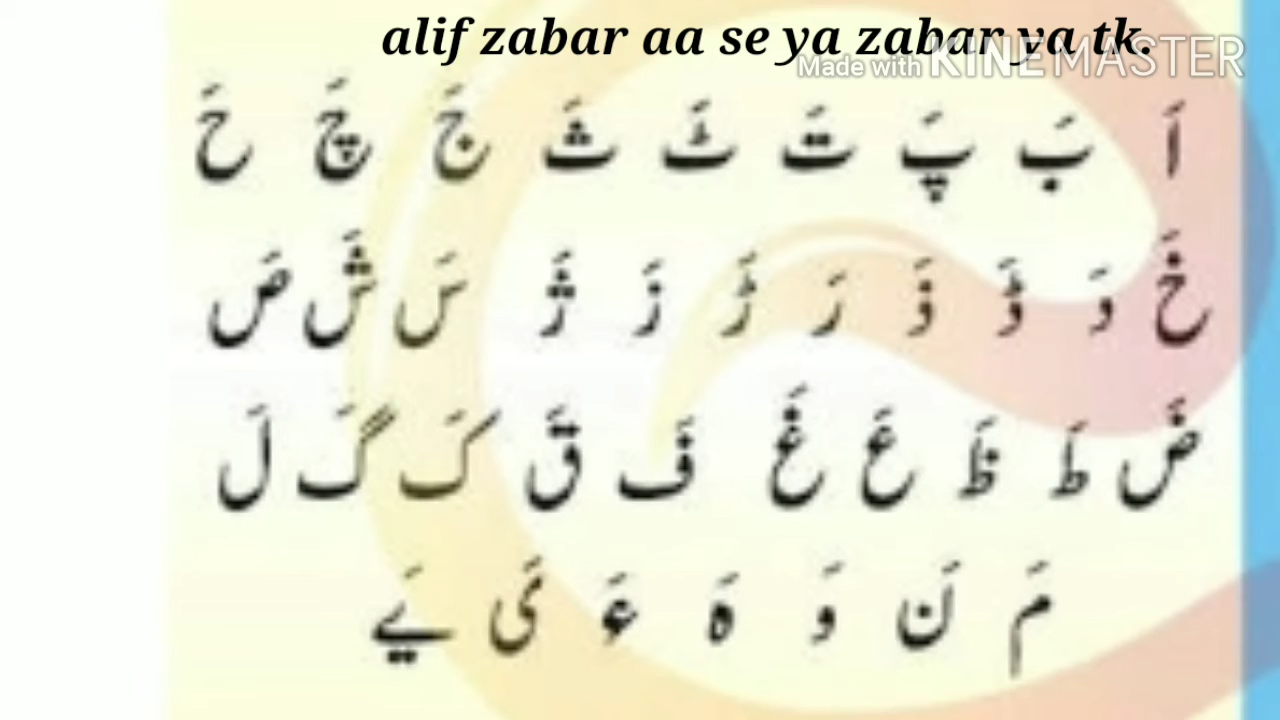 alif zabar aa se ya zabar ya tk.
Made with KINEMASTER
اَ بَ پَ تَ ٹَ ثَ جَ چَ حَ
خَ دَ ڈَ ذَ رَ ڑَ زَ ژَ سَ شَ صَ
ضَ طَ ظَ عَ غَ فَ قَ کَ گَ لَ
مَ نَ وَ ہَ ءَ یَ ےَ